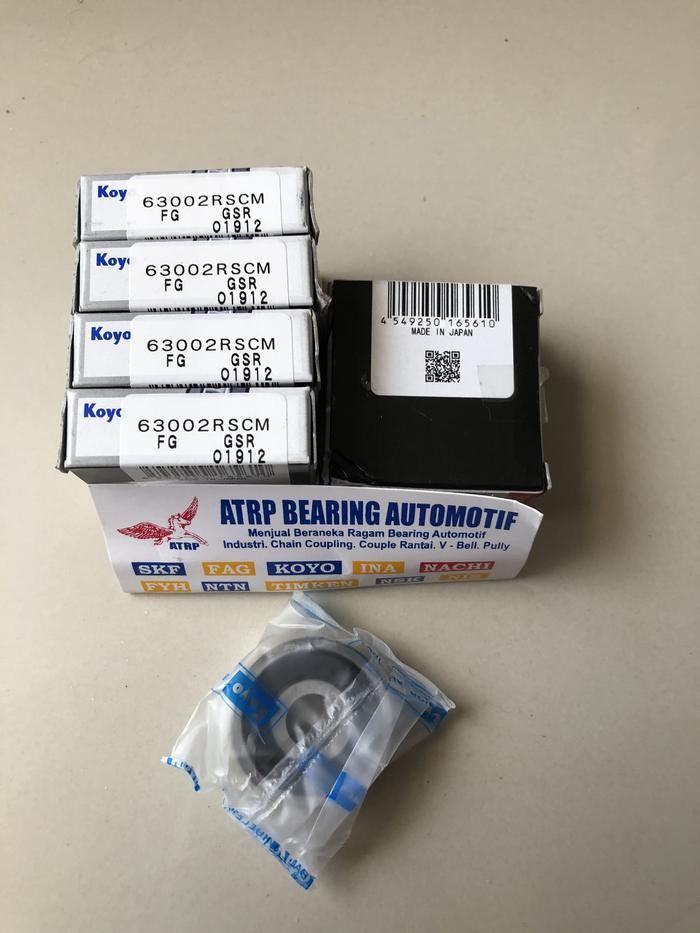 Koyo
63002RSCM
FG GSR
01912
Koyo
63002RSCM
FG GSR
01912
Koyo
63002RSCM
FG GSR
01912
Koyo
63002RSCM
FG GSR
01912
4 549250 165610
MADE IN JAPAN
ATRP BEARING AUTOMOTIF
Menjual Beraneka Ragam Bearing Automotif
Industri. Chain Coupling. Couple Rantai. V - Bell. Pully
ATRP
SKF FAG KOYO INA NACHI
FYH NTN TIMKEN NSK NIS